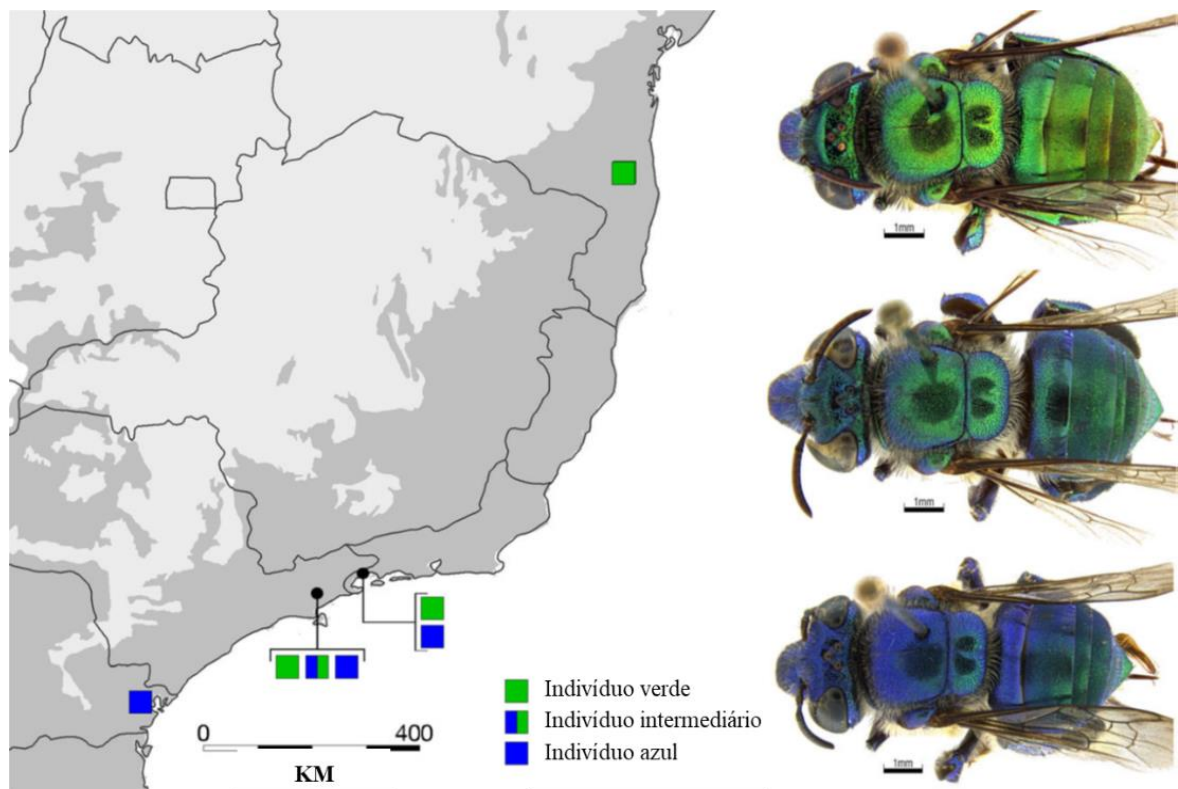 1mm
1mm
1mm
Indivíduo verde
Indivíduo intermediário
Indivíduo azul
0 400
KM